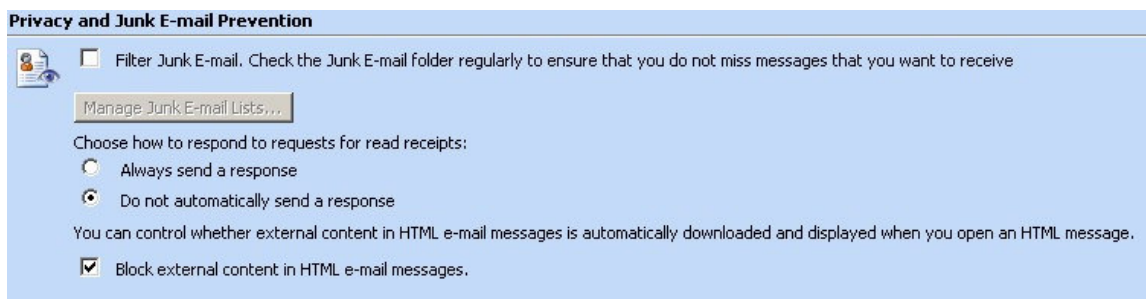 Privacy and Junk E-mail Prevention
Filter Junk E-mail. Check the Junk E-mail folder regularly to ensure that you do not miss messages that you want to receive
Manage Junk E-mail Lists...
Choose how to respond to requests for read receipts:
Always send a response
Do not automatically send a response
You can control whether external content in HTML e-mail messages is automatically downloaded and displayed when you open an HTML message.
Block external content in HTML e-mail messages.